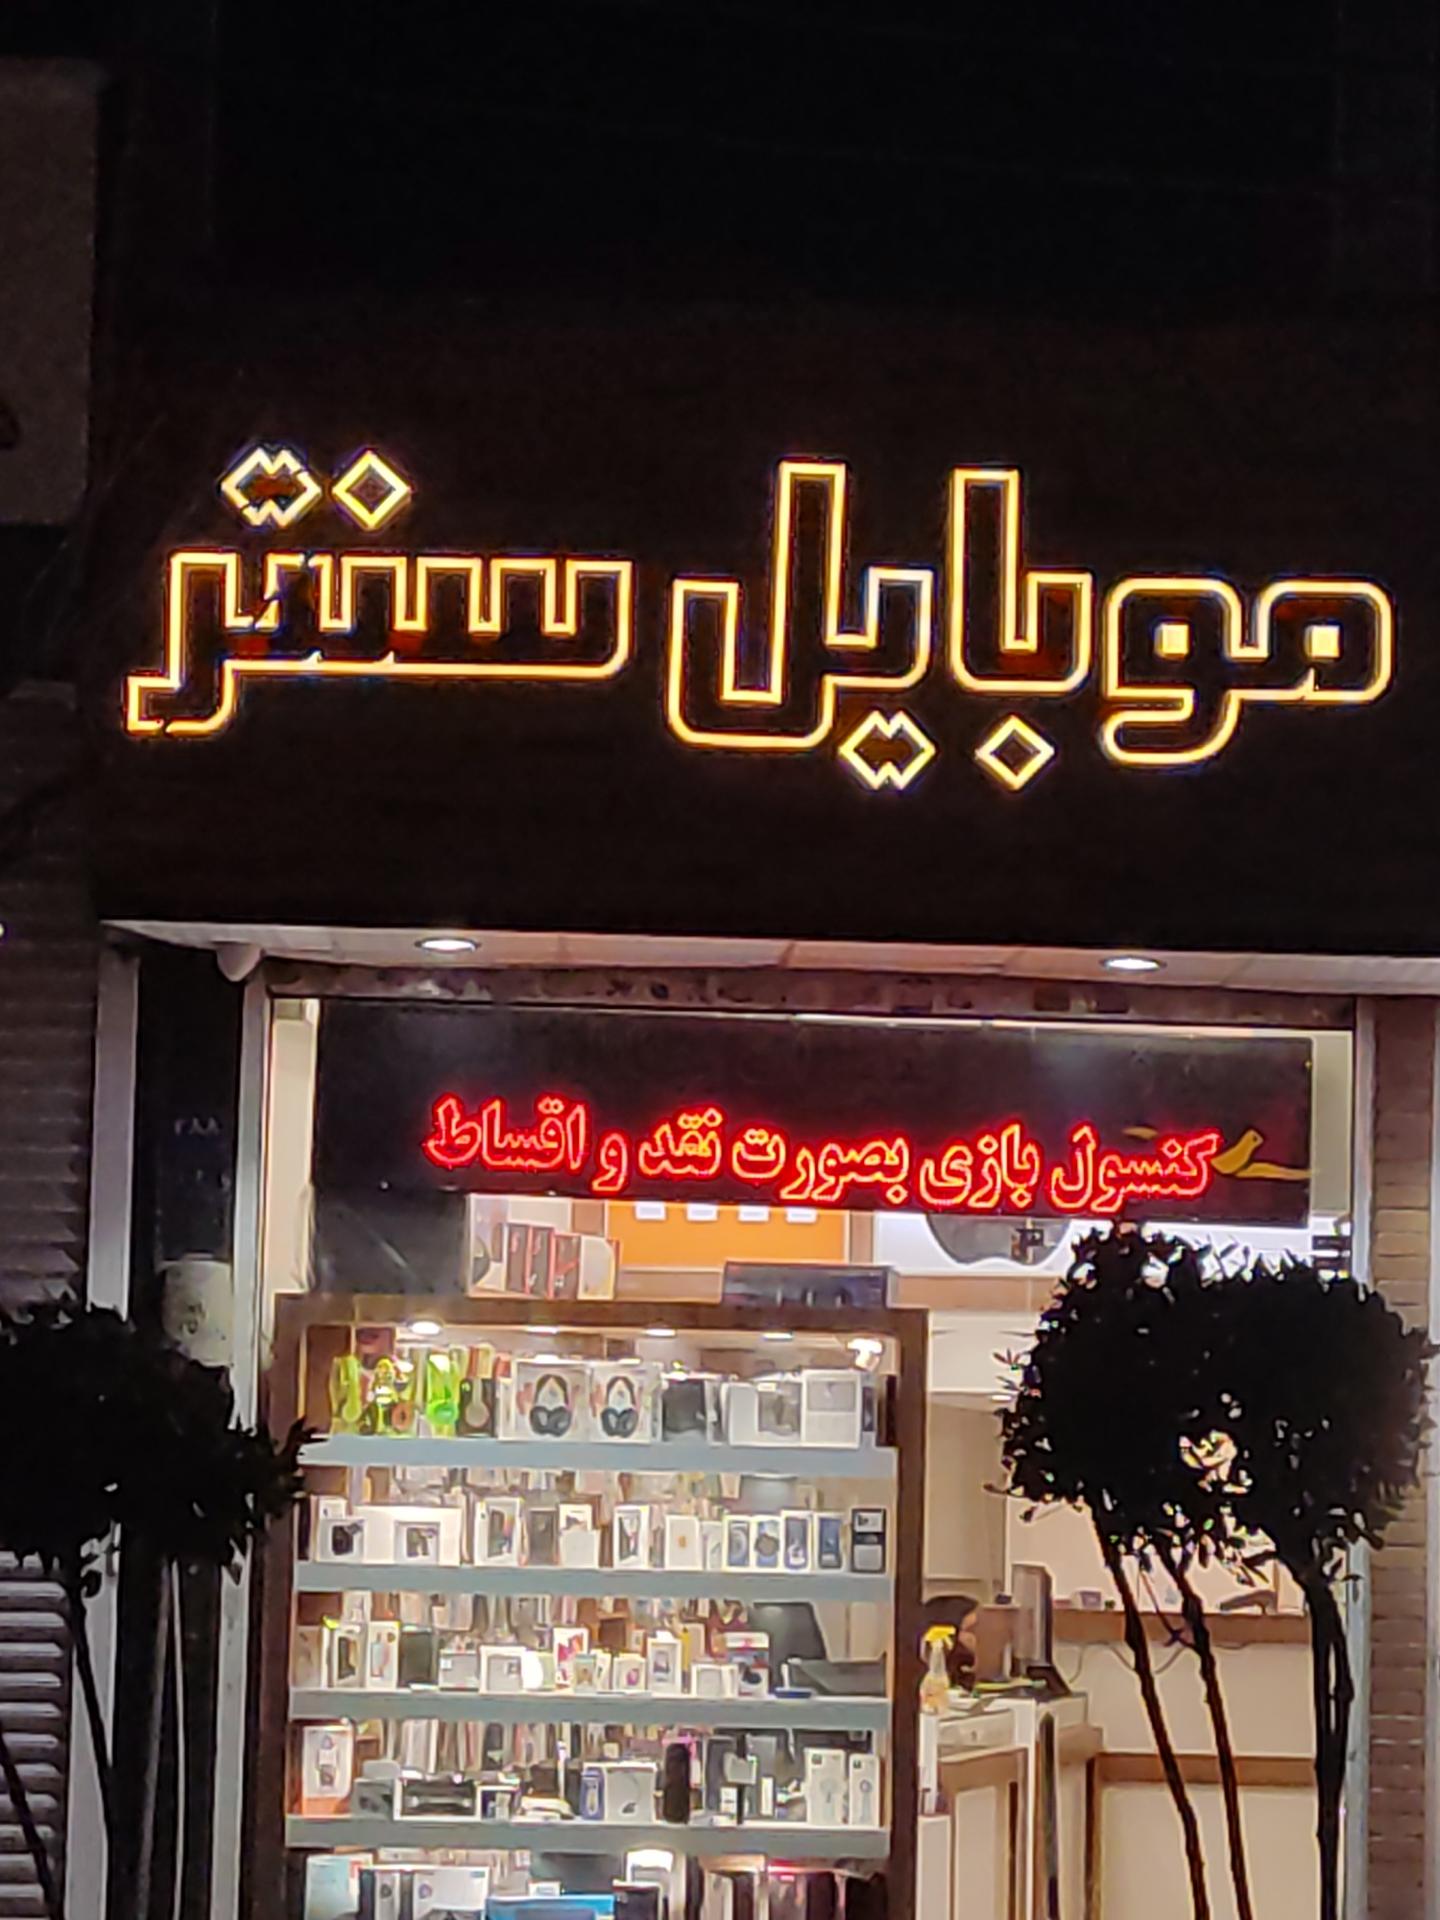 موبایل سنتر
کنسول بازی بصورت نقد و اقساط